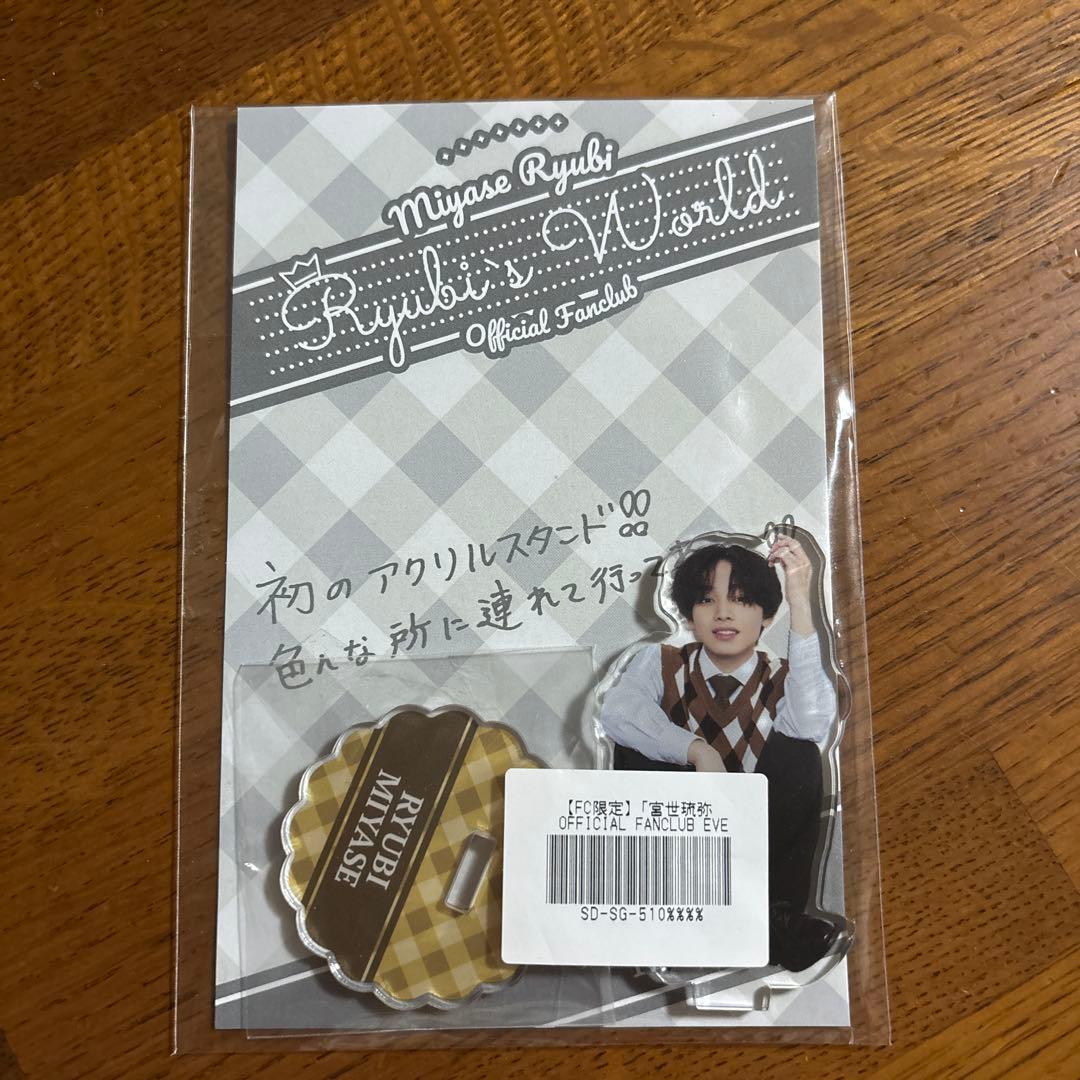 Miyase Ryubi
Ryubi's World
Official Fanclub
初のアクリルスタンド!!
色んな所に連れて行って
RYUBI
MIYASE
【FC限定】「宮世琉弥
OFFICIAL FANCLUB EVE
SD-SG-510%%%%